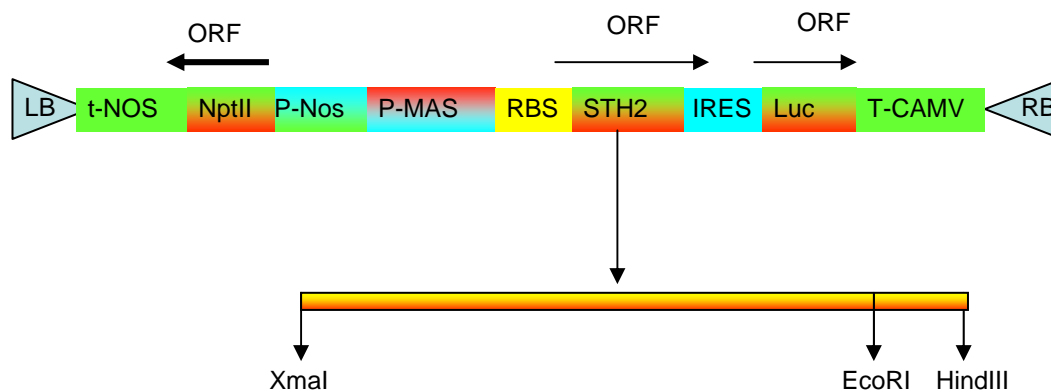 ORF
ORF
ORF
LB t-NOS NptII P-Nos P-MAS RBS STH2 IRES Luc T-CAMV RB
XmaI EcoRI HindIII